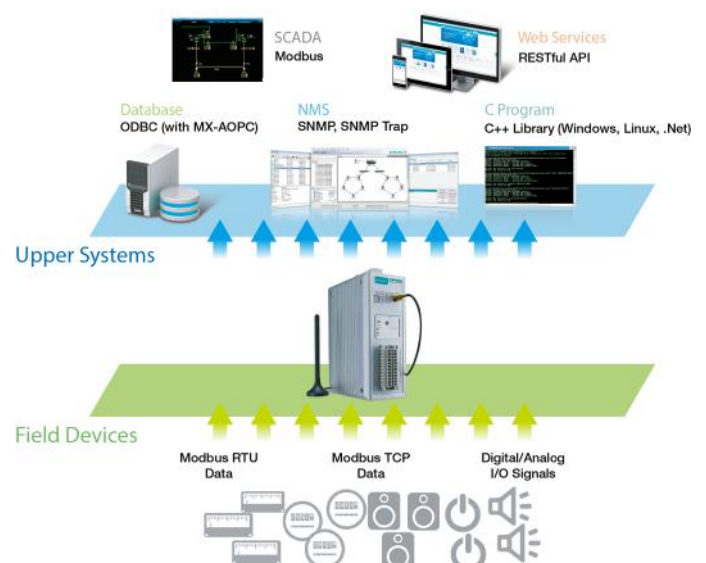 SCADA
Modbus
Web Services
RESTful API
Database
ODBC (with MX-AOPC)
NMS
SNMP, SNMP Trap
C Program
C++ Library (Windows, Linux, .Net)
Upper Systems
Field Devices
Modbus RTU
Data
Modbus TCP
Data
Digital/Analog
I/O Signals